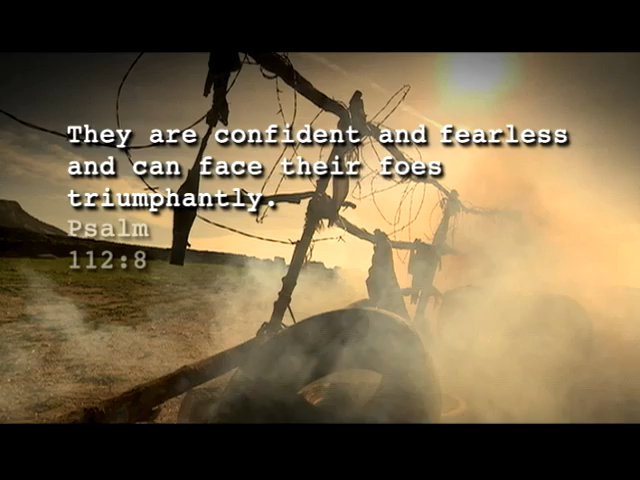 They are confident and fearless
and can face their foes
triumphantly.
Psalm
112:8